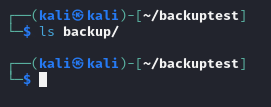 ┌──(kali㉿kali)-[~/backuptest]
└─$ ls backup/
┌──(kali㉿kali)-[~/backuptest]
└─$